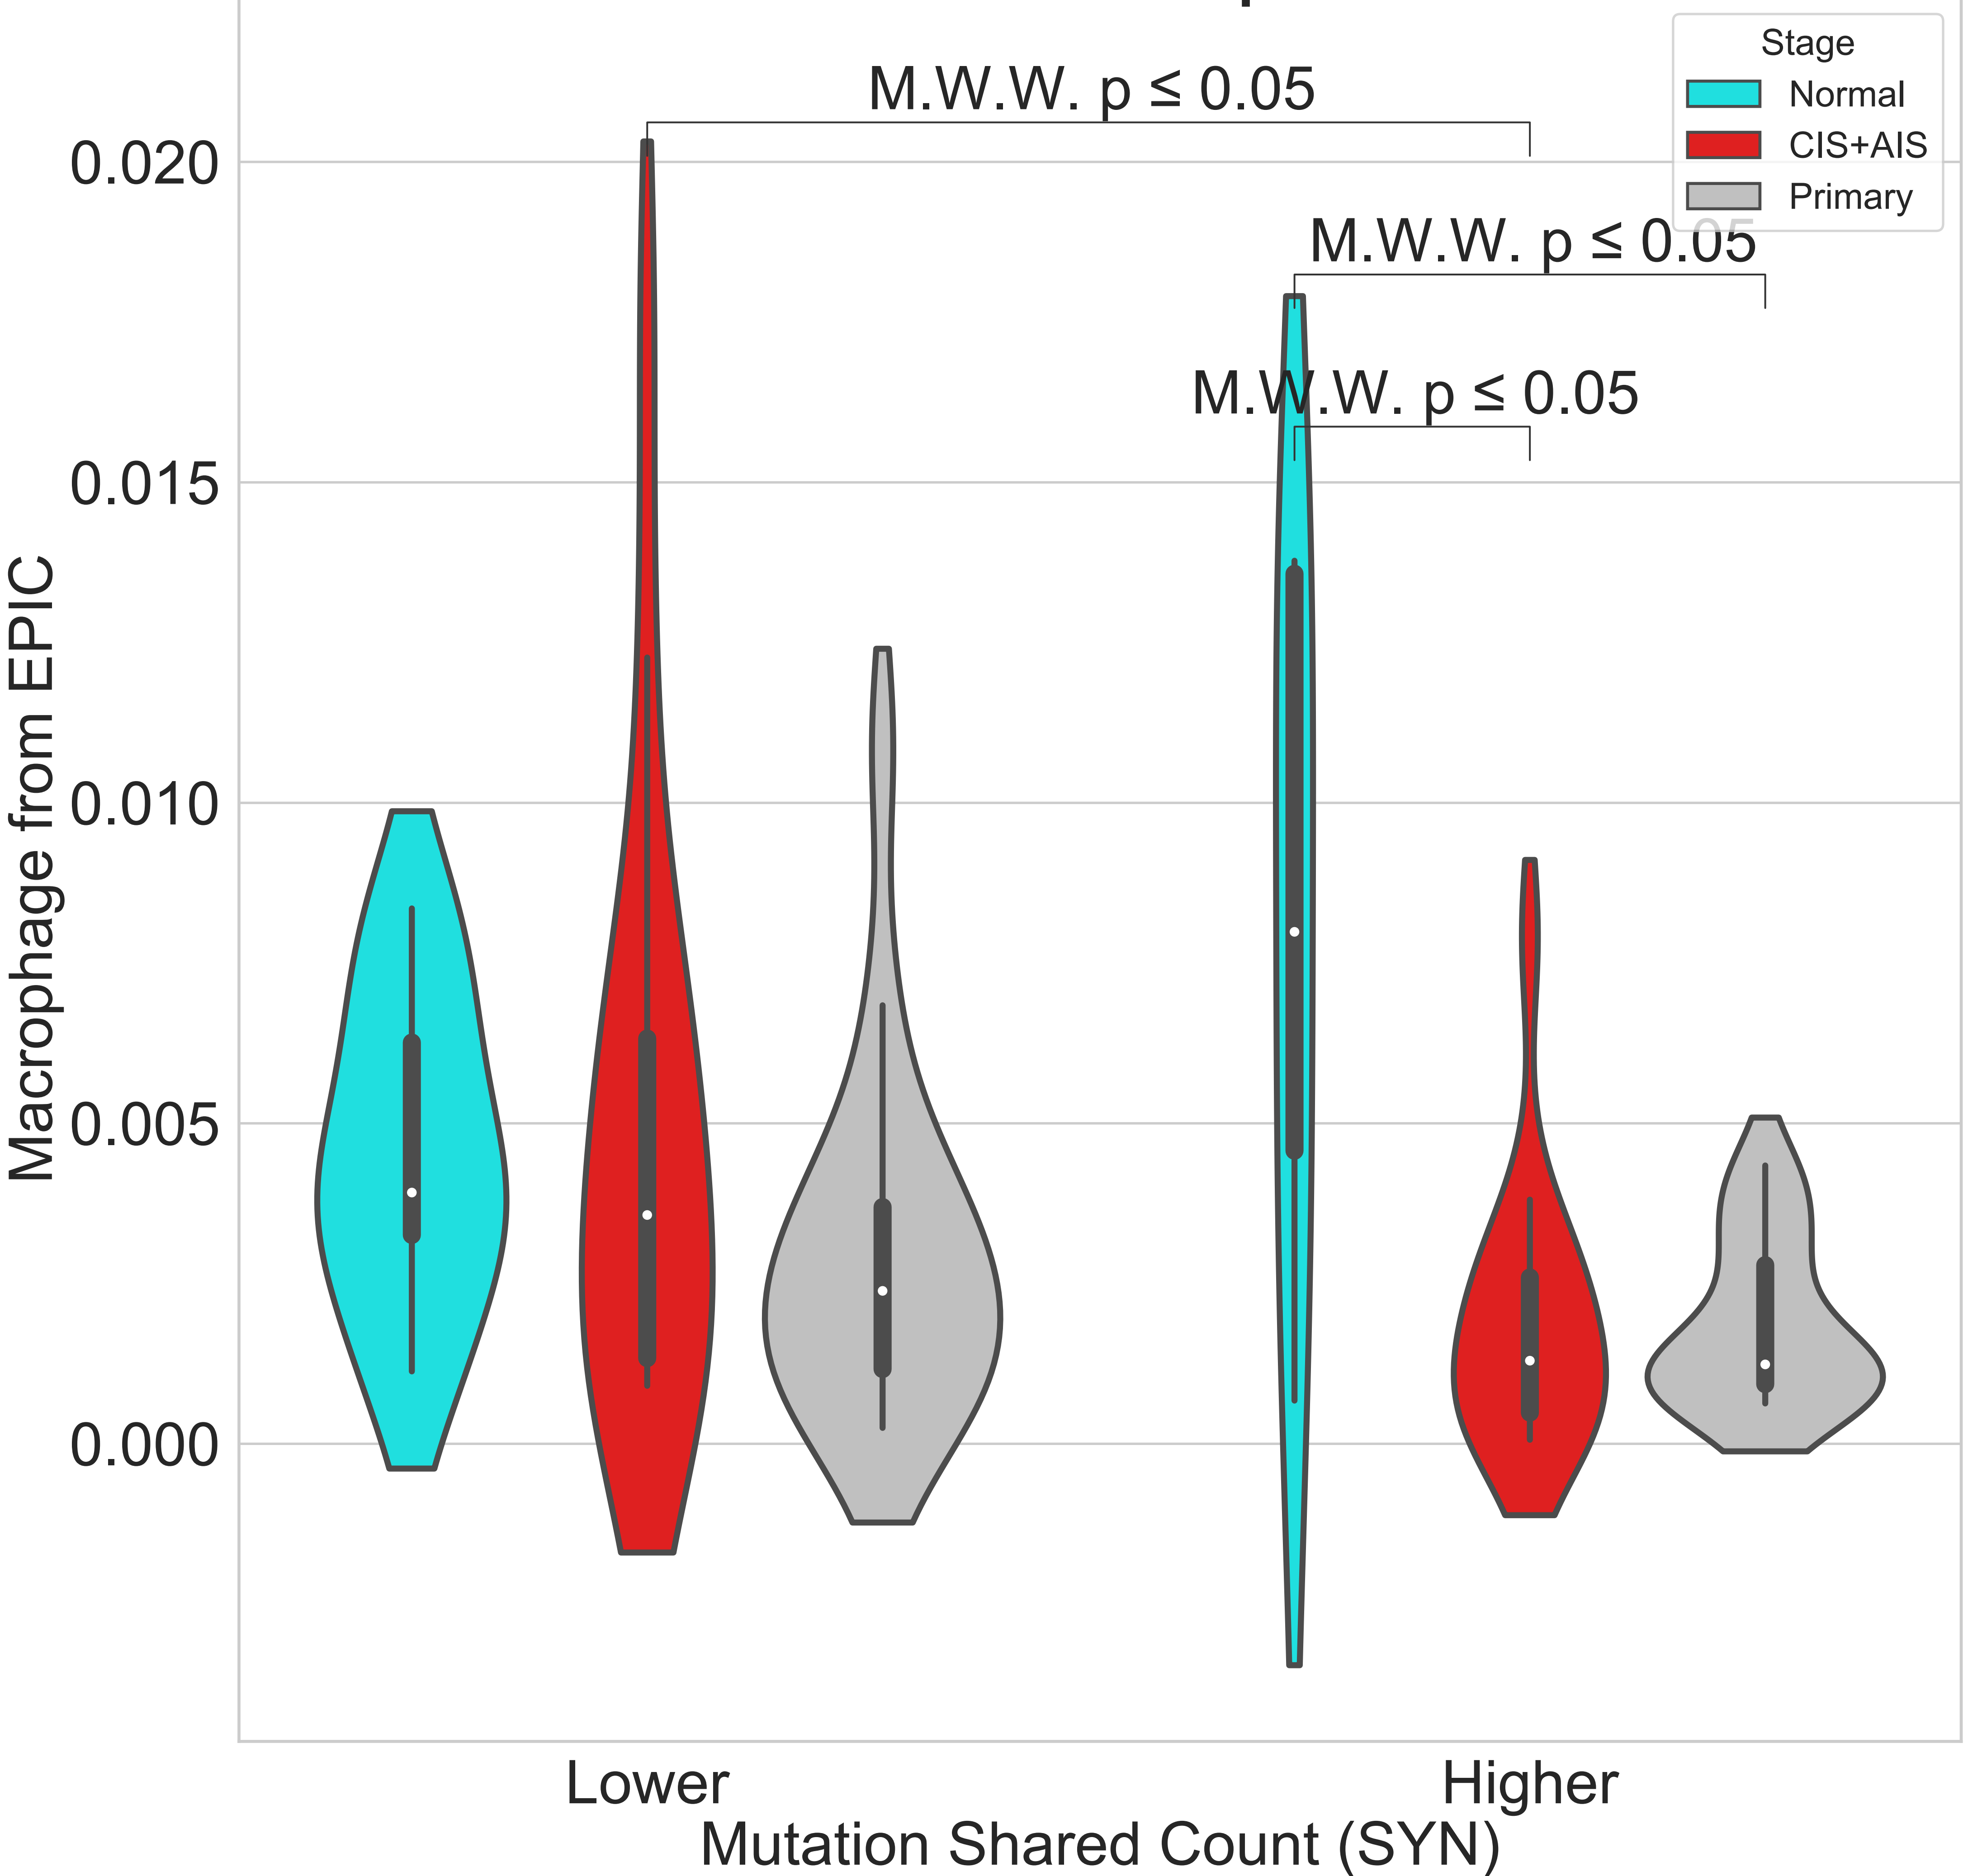 Stage
Normal
CIS+AIS
Primary
M.W.W. p ≤ 0.05
M.W.W. p ≤ 0.05
M.W.W. p ≤ 0.05
0.020
0.015
0.010
0.005
0.000
Macrophage from EPIC
Lower
Higher
Mutation Shared Count (SYN)